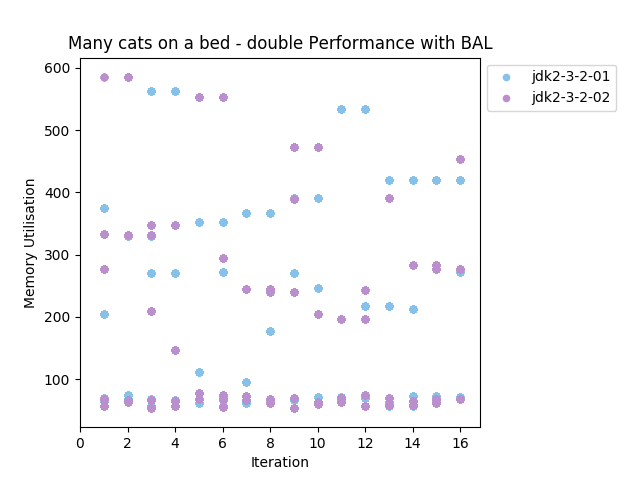 Many cats on a bed - double Performance with BAL
jdk2-3-2-01
jdk2-3-2-02
600
500
400
300
200
100
Memory Utilisation
0 2 4 6 8 10 12 14 16
Iteration